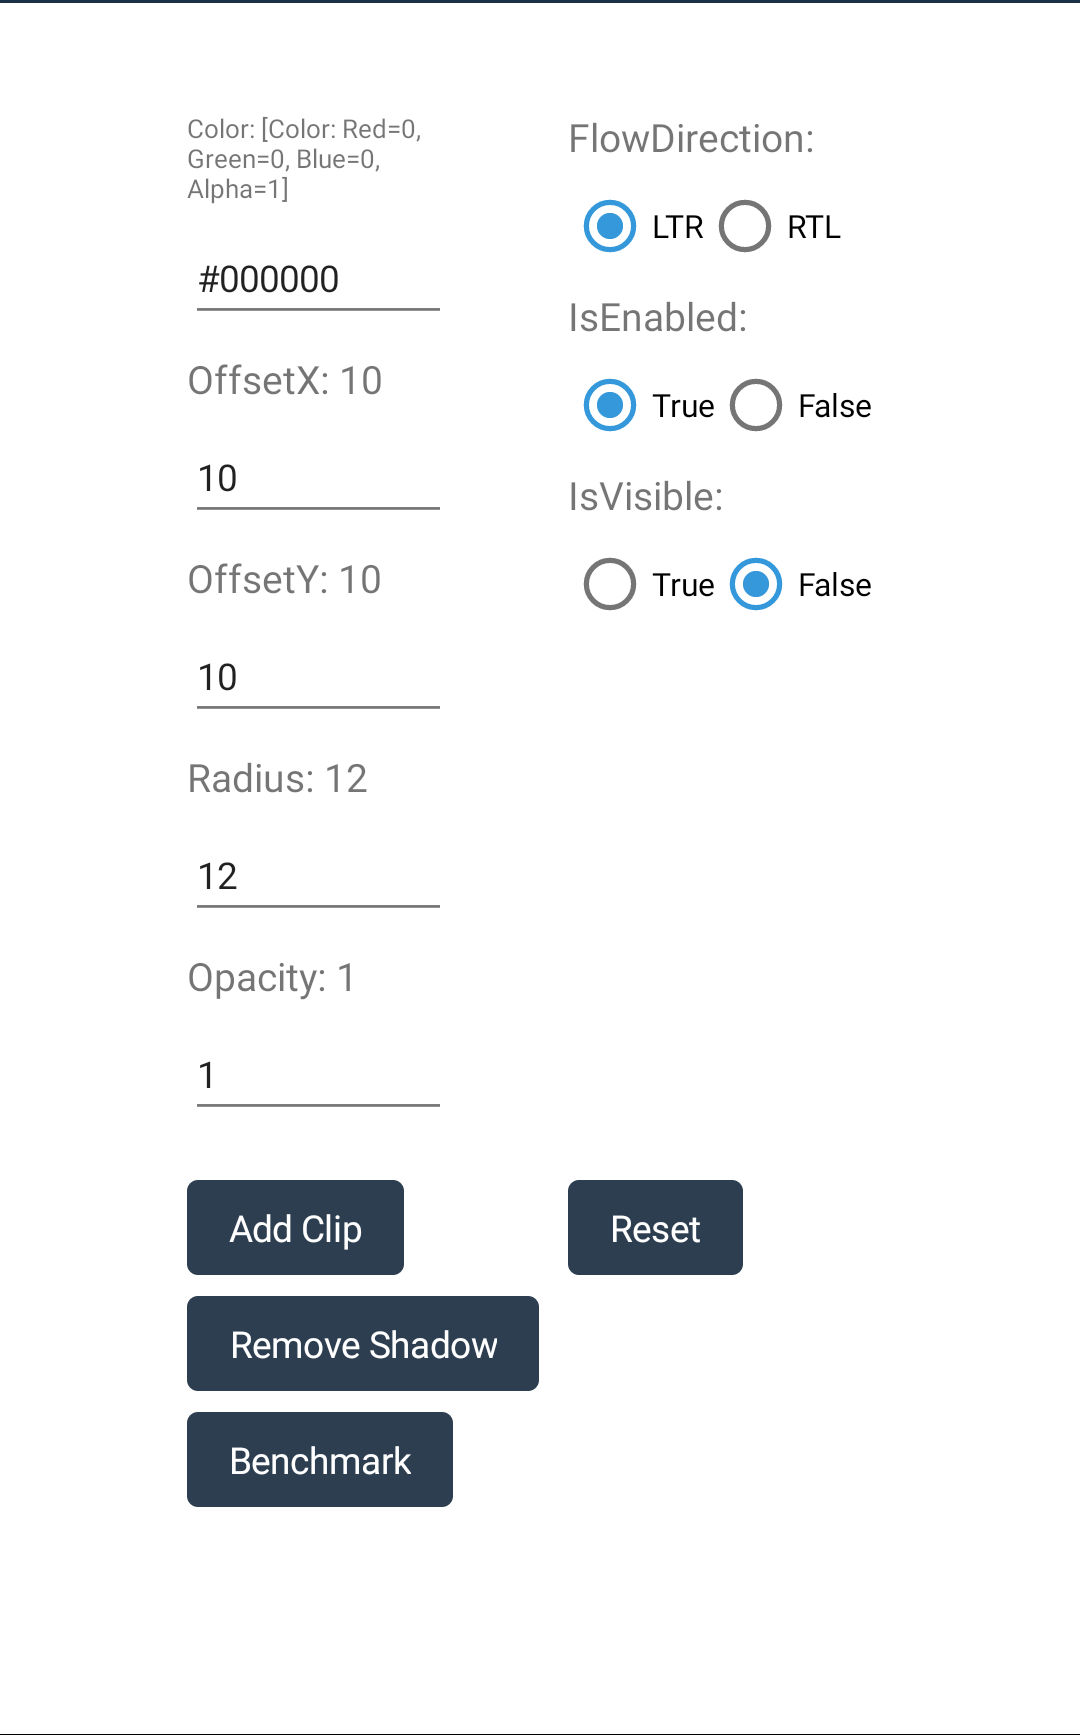 Color: [Color: Red=0,
Green=0, Blue=0,
Alpha=1]
#000000
OffsetX: 10
10
OffsetY: 10
10
Radius: 12
12
Opacity: 1
1
FlowDirection:
LTR RTL
IsEnabled:
True False
IsVisible:
True False
Add Clip
Reset
Remove Shadow
Benchmark